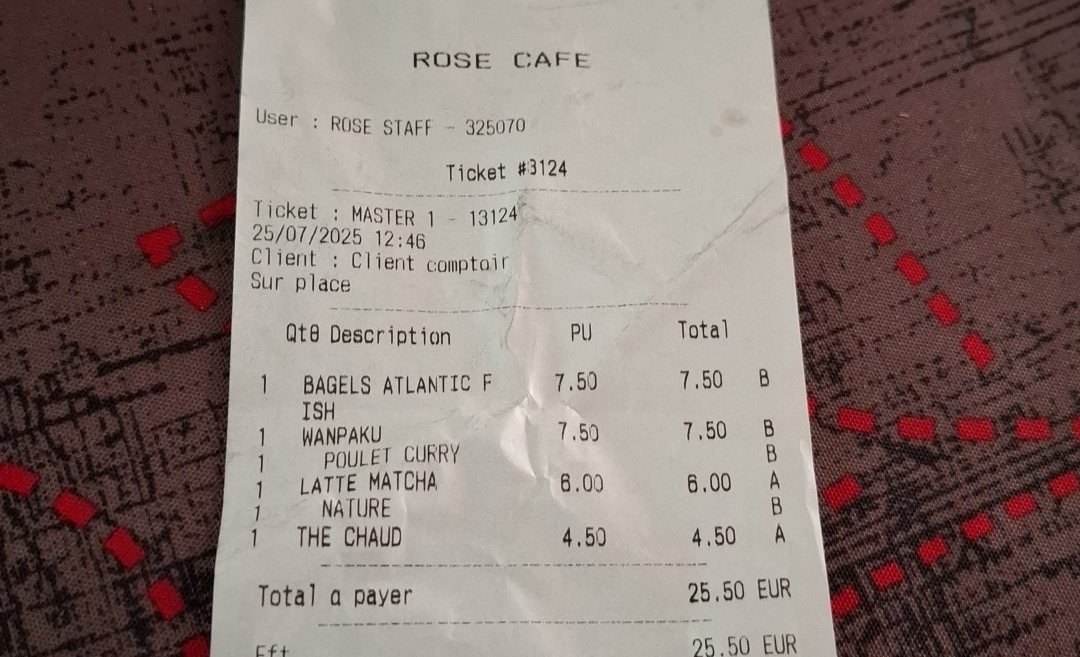 ROSE CAFE
User : ROSE STAFF - 325070
Ticket #3124
Ticket : MASTER 1 - 13124
25/07/2025 12:46
Client : Client comptoir
Sur place
Qté Description PU Total
1 BAGELS ATLANTIC F 7.50 7.50 B
ISH
1 WANPAKU 7.50 7.50 B
1 POULET CURRY B
1 LATTE MATCHA 6.00 6.00 A
1 NATURE B
1 THE CHAUD 4.50 4.50 A
Total a payer 25.50 EUR
Eft 25.50 EUR